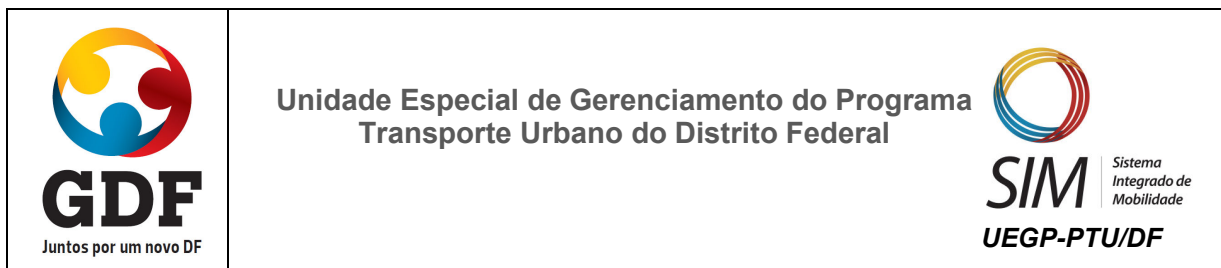 GDF
Juntos por um novo DF
Unidade Especial de Gerenciamento do Programa
Transporte Urbano do Distrito Federal
SIM
Sistema
Integrado de
Mobilidade
UEGP-PTU/DF